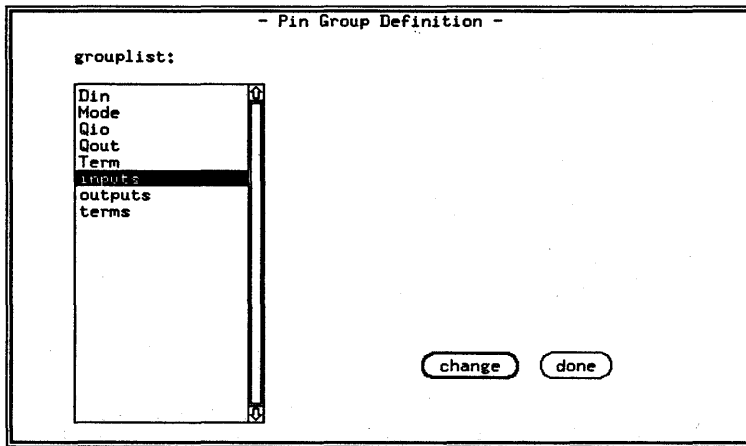 - Pin Group Definition -
grouplist:
Din
Mode
Qio
Qout
Term
inputs
outputs
terms
change
done